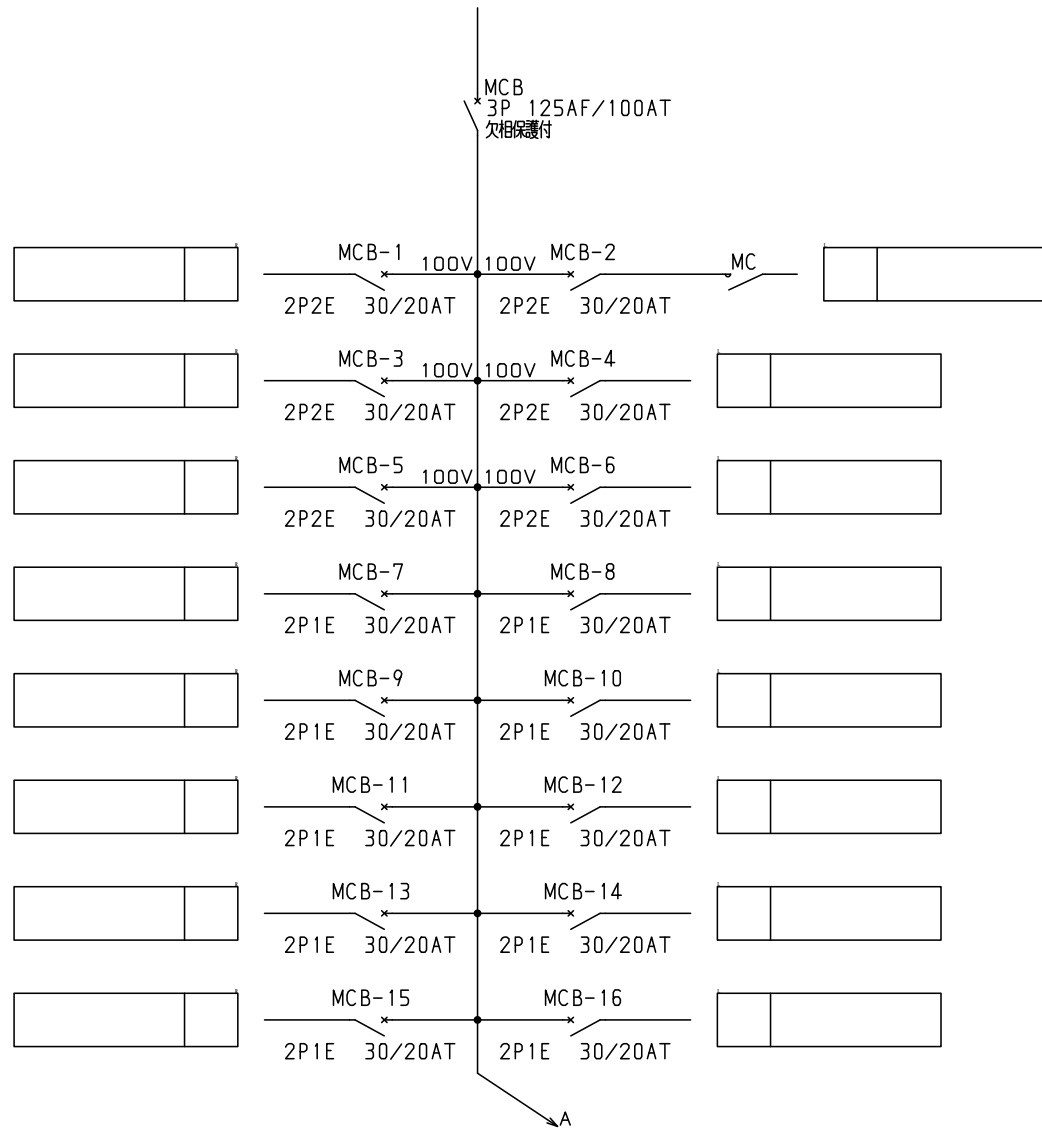 MCB
3P 125AF/100AT
欠相保護付
MCB-1 100V 100V MCB-2 MC
2P2E 30/20AT 2P2E 30/20AT
MCB-3 100V 100V MCB-4
2P2E 30/20AT 2P2E 30/20AT
MCB-5 100V 100V MCB-6
2P2E 30/20AT 2P2E 30/20AT
MCB-7 MCB-8
2P1E 30/20AT 2P1E 30/20AT
MCB-9 MCB-10
2P1E 30/20AT 2P1E 30/20AT
MCB-11 MCB-12
2P1E 30/20AT 2P1E 30/20AT
MCB-13 MCB-14
2P1E 30/20AT 2P1E 30/20AT
MCB-15 MCB-16
2P1E 30/20AT 2P1E 30/20AT
A